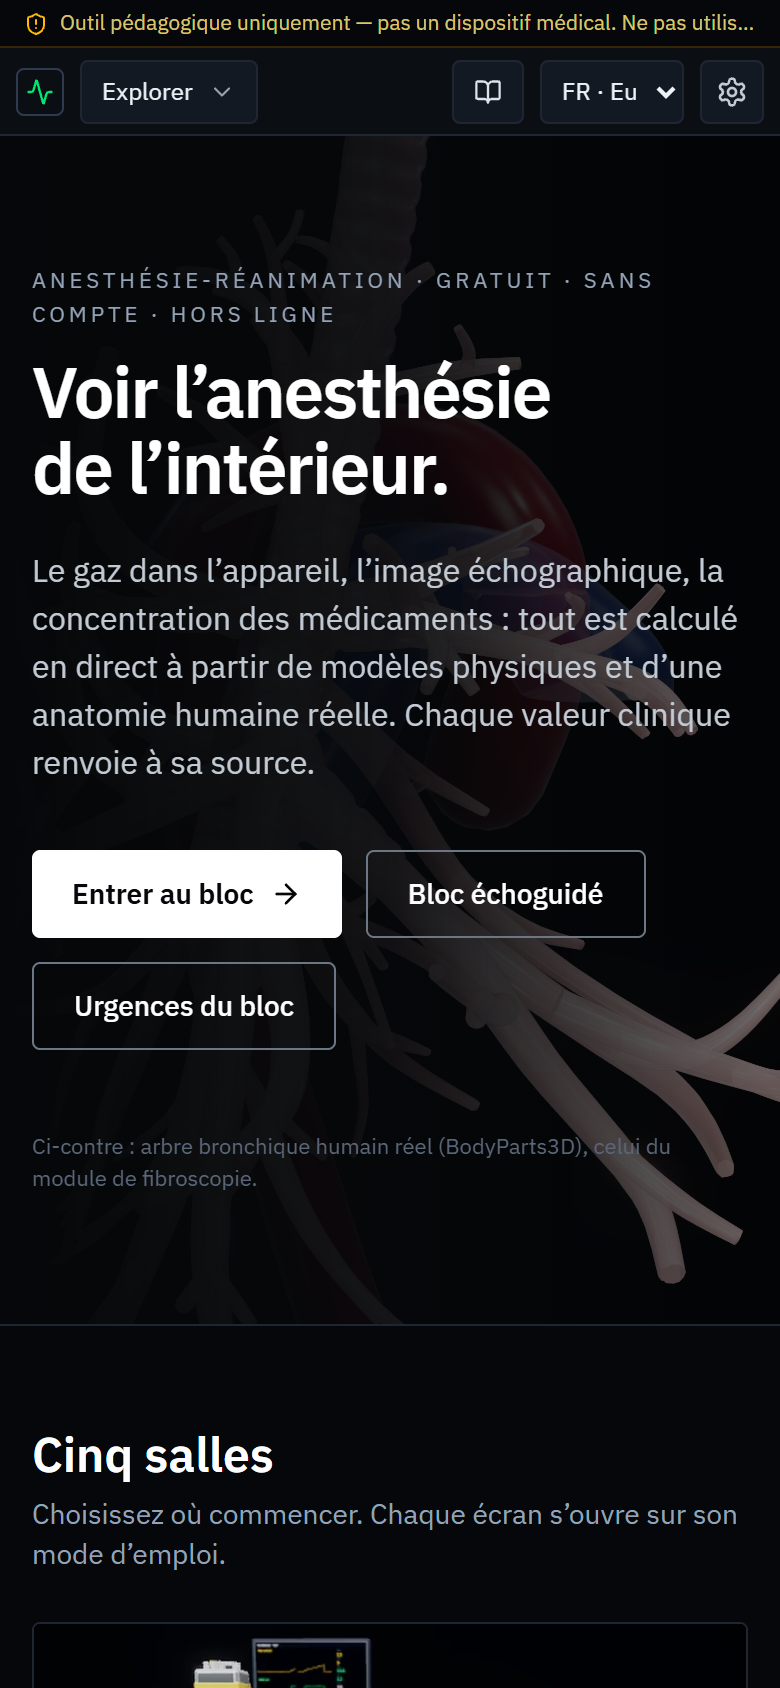 Outil pédagogique uniquement — pas un dispositif médical. Ne pas utilis...
Explorer
FR · Eu
ANESTHÉSIE-RÉANIMATION · GRATUIT · SANS
COMPTE · HORS LIGNE
Voir l’anesthésie
de l’intérieur.
Le gaz dans l’appareil, l’image échographique, la
concentration des médicaments : tout est calculé
en direct à partir de modèles physiques et d’une
anatomie humaine réelle. Chaque valeur clinique
renvoie à sa source.
Entrer au bloc →
Bloc échoguidé
Urgences du bloc
Ci-contre : arbre bronchique humain réel (BodyParts3D), celui du
module de fibroscopie.
Cinq salles
Choisissez où commencer. Chaque écran s’ouvre sur son
mode d’emploi.